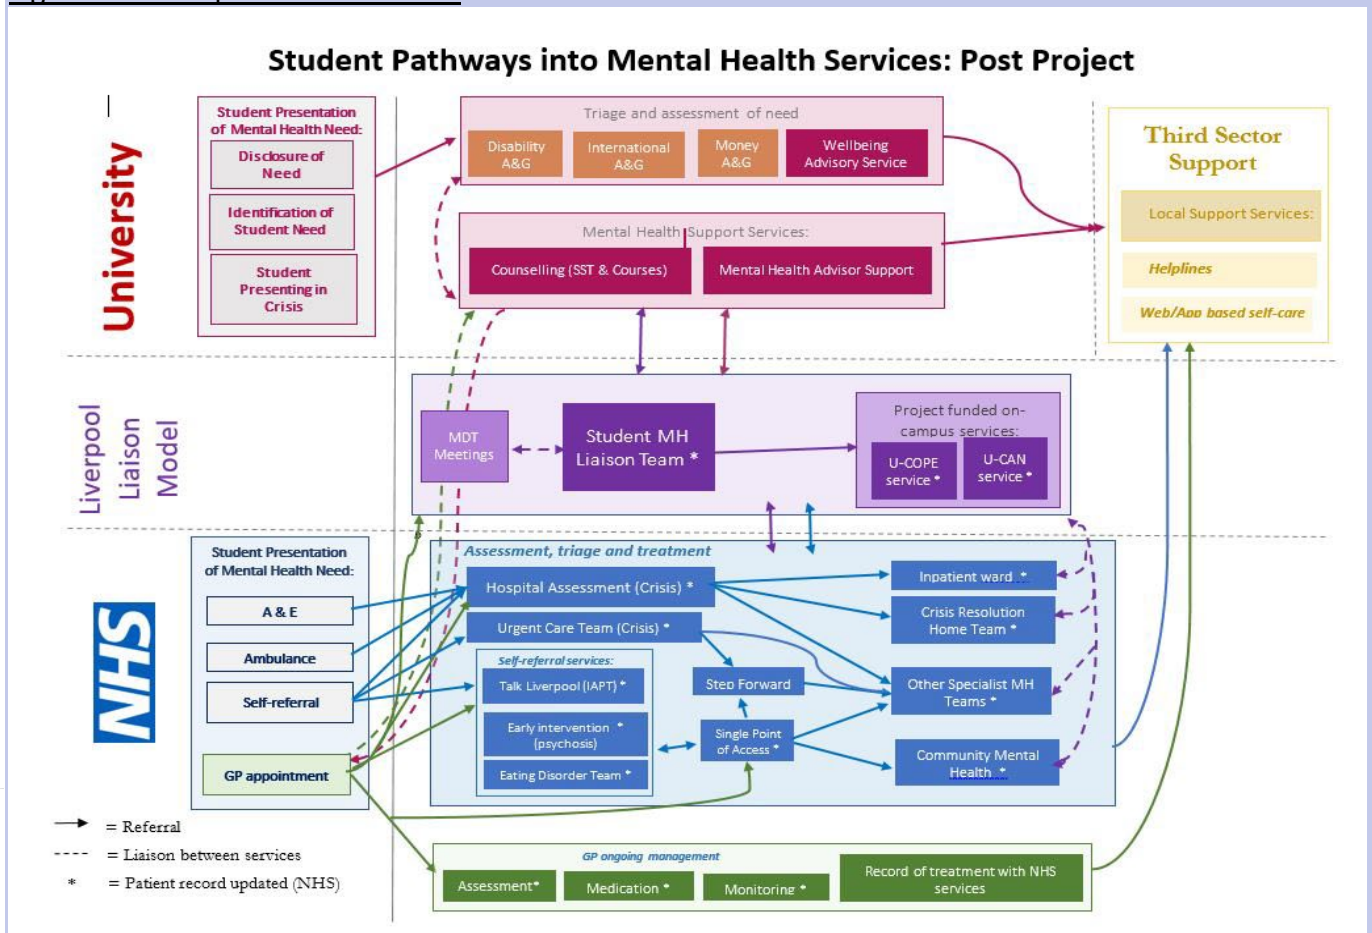 Student Pathways into Mental Health Services: Post Project
University
Student Presentation
of Mental Health Need:
Disclosure of
Need
Identification of
Student Need
Student
Presenting in
Crisis
Triage and assessment of need
Disability
A&G
International
A&G
Money
A&G
Wellbeing
Advisory Service
Mental Health Support Services:
Counselling (SST & Courses)
Mental Health Advisor Support
Third Sector
Support
Local Support Services:
Helplines
Web/App based self-care
Liverpool
Liaison
Model
MDT
Meetings
Student MH
Liaison Team *
Project funded on-
campus services:
U-COPE
service *
U-CAN
service *
NHS
Student Presentation
of Mental Health Need:
A & E
Ambulance
Self-referral
GP appointment
Assessment, triage and treatment
Hospital Assessment (Crisis) *
Urgent Care Team (Crisis) *
Self-referral services:
Talk Liverpool (IAPT) *
Early intervention *
(psychosis)
Eating Disorder Team *
Step Forward
Single Point
of Access *
Inpatient ward *
Crisis Resolution
Home Team *
Other Specialist MH
Teams *
Community Mental
Health *
= Referral
= Liaison between services
* = Patient record updated (NHS)
GP ongoing management
Assessment*
Medication *
Monitoring *
Record of treatment with NHS
services